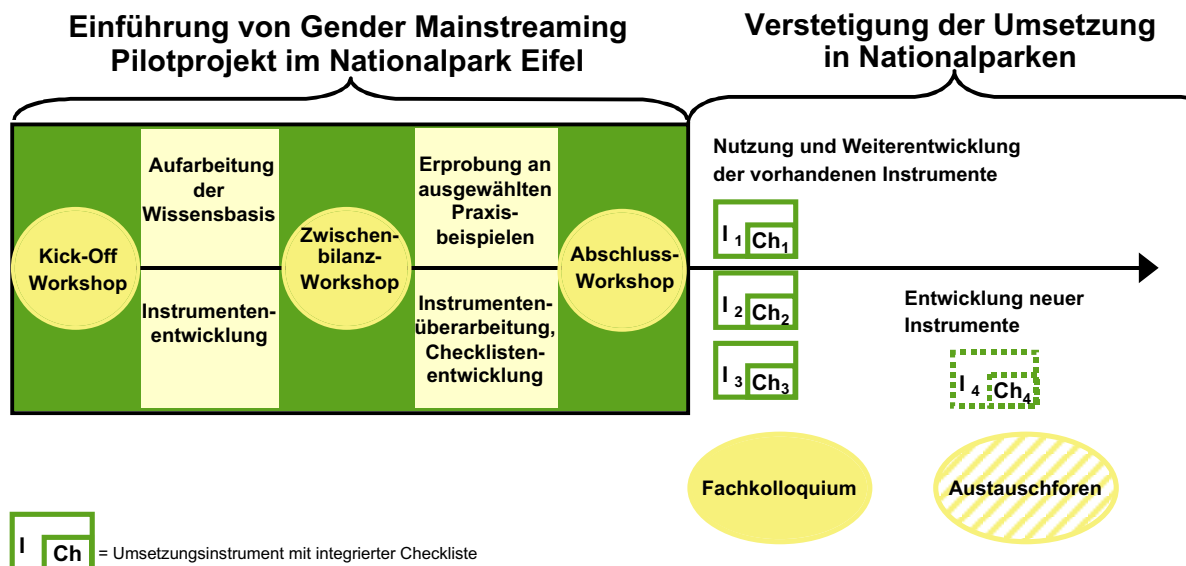 Einführung von Gender Mainstreaming
Pilotprojekt im Nationalpark Eifel
Verstetigung der Umsetzung
in Nationalparken
Kick-Off
Workshop
Aufarbeitung
der
Wissensbasis
Instrumenten-
entwicklung
Zwischen-
bilanz-
Workshop
Erprobung an
ausgewählten
Praxis-
beispielen
Instrumenten-
überarbeitung,
Checklisten-
entwicklung
Abschluss-
Workshop
Nutzung und Weiterentwicklung
der vorhandenen Instrumente
I 1 Ch1
I 2 Ch2
I 3 Ch3
Entwicklung neuer
Instrumente
I 4 Ch4
Fachkolloquium
Austauschforen
I Ch = Umsetzungsinstrument mit integrierter Checkliste